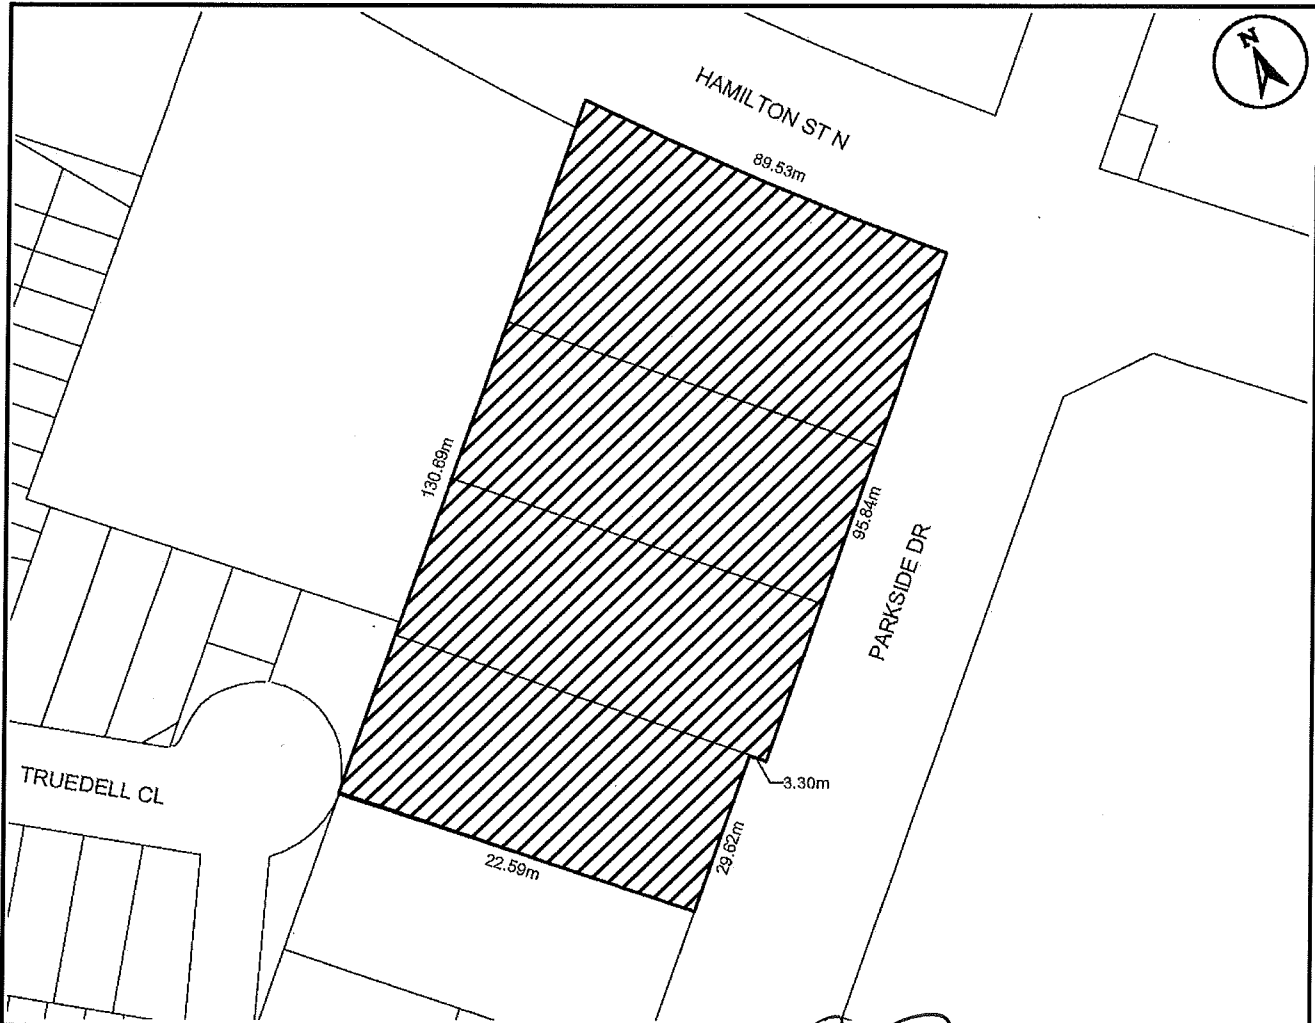 N
HAMILTON ST N
89.53m
130.69m
95.84m
PARKSIDE DR
TRUEDELL CL
3.30m
29.62m
22.59m